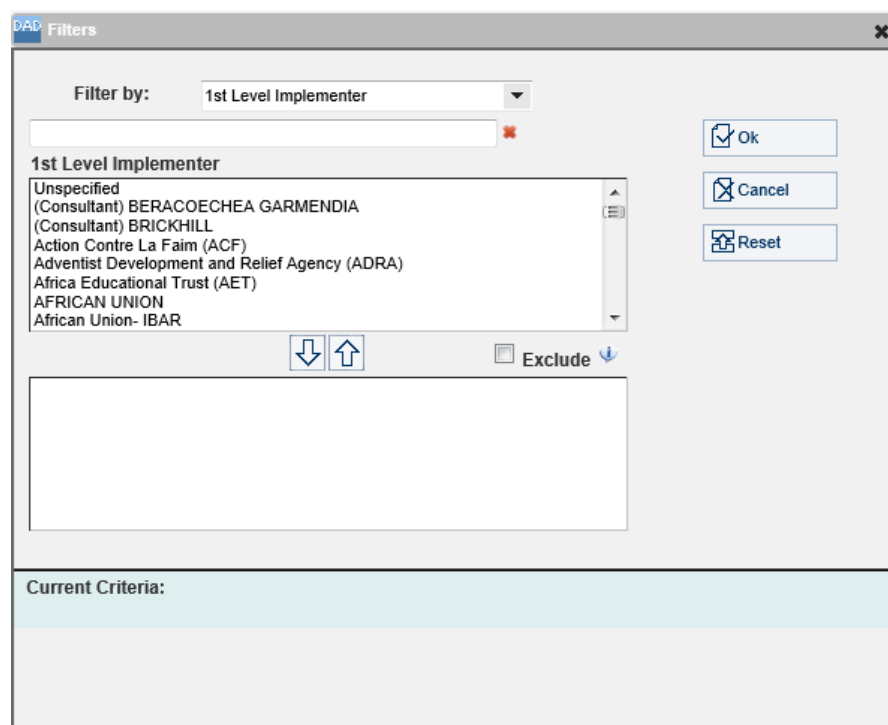 DAD Filters
Filter by: 1st Level Implementer
Ok
1st Level Implementer
Unspecified
(Consultant) BERACOECHEA GARMENDIA
Cancel
(Consultant) BRICKHILL
Action Contre La Faim (ACF)
Reset
Adventist Development and Relief Agency (ADRA)
Africa Educational Trust (AET)
AFRICAN UNION
African Union- IBAR
Exclude
Current Criteria: